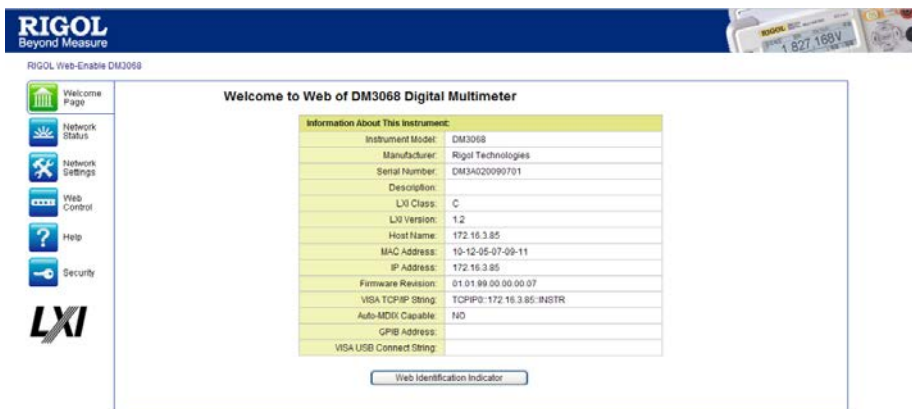 RIGOL
Beyond Measure
RIGOL
1.827,168V
RIGOL Web-Enable DM3068
Welcome Page
Network Status
Network Settings
Web Control
Help
Security
LXI
Welcome to Web of DM3068 Digital Multimeter
Information About This Instrument:
Instrument Model: DM3068
Manufacturer: Rigol Technologies
Serial Number: DM3A020090701
Description:
LXI Class: C
LXI Version: 1.2
Host Name: 172.16.3.85
MAC Address: 10-12-05-07-09-11
IP Address: 172.16.3.85
Firmware Revision: 01.01.99.00.00.00.07
VISA TCP/IP String: TCPIP0::172.16.3.85::INSTR
Auto-MDIX Capable: NO
GPIB Address:
VISA USB Connect String:
Web Identification Indicator